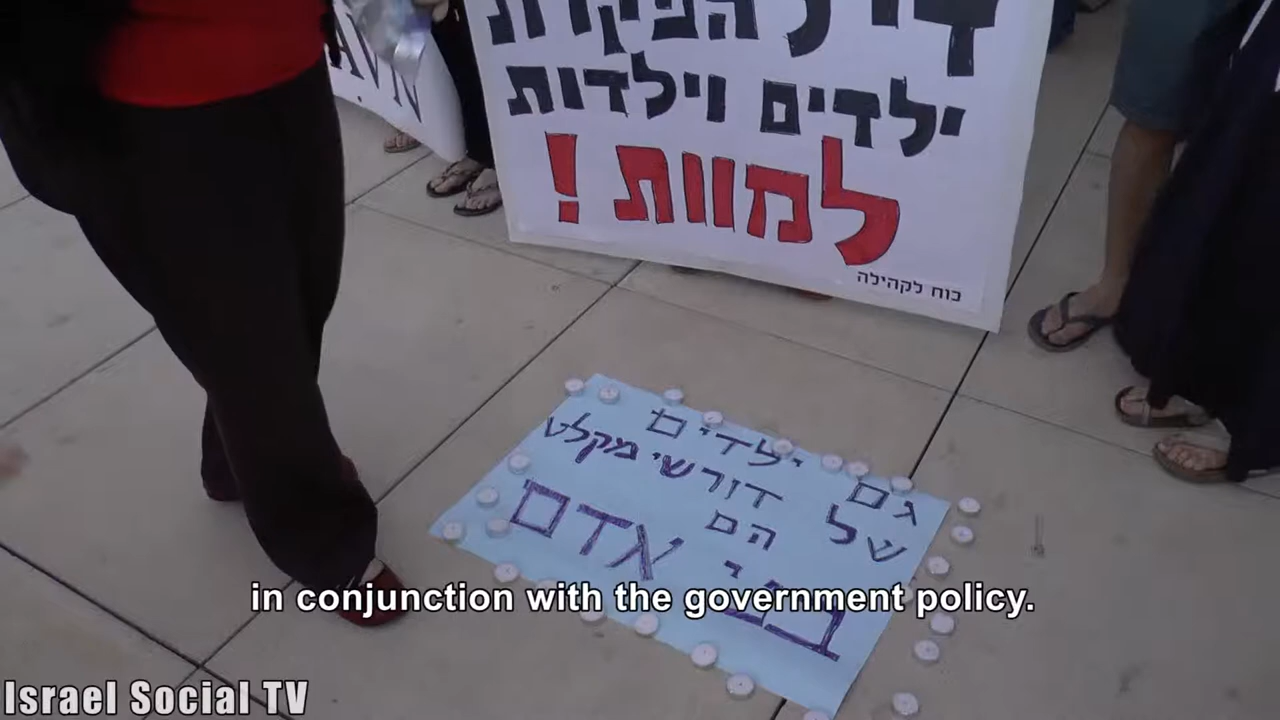 ילדים וילדות
למוות !
כוח לקהילה
גם ילדים
של דורשי מקלט
הם
בני אדם
in conjunction with the government policy.
Israel Social TV